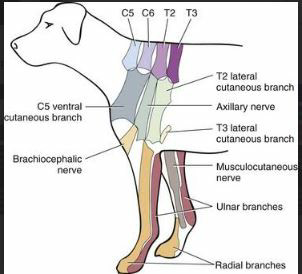 C5 C6 T2 T3
T2 lateral
cutaneous branch
C5 ventral
cutaneous branch
Axillary nerve
T3 lateral
cutaneous branch
Brachiocephalic
nerve
Musculocutaneous
nerve
Ulnar branches
Radial branches